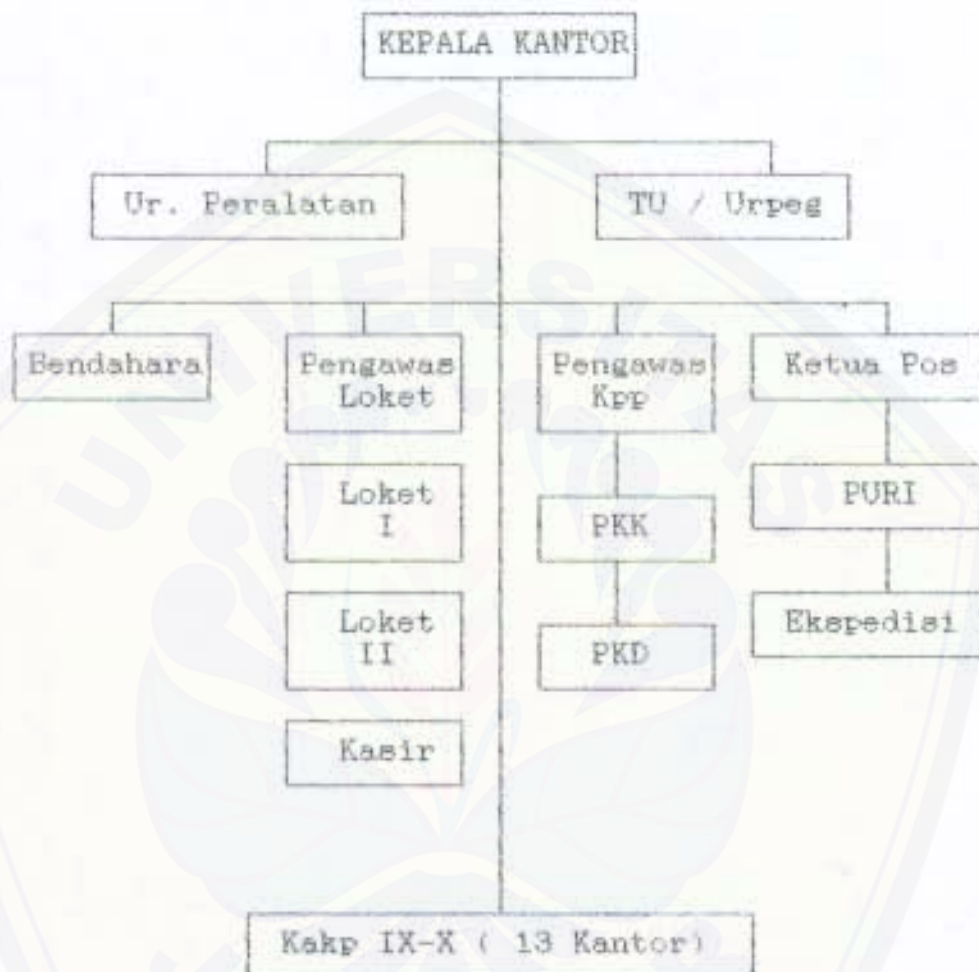 KEPALA KANTOR
Ur. Peralatan
TU / Urpeg
Bendahara
Pengawas
Loket
Pengawas
Kpp
Ketua Pos
Loket
I
PKK
PURI
Loket
II
PKD
Ekspedisi
Kasir
Kakp IX-X ( 13 Kantor)
UNIVERSITAS